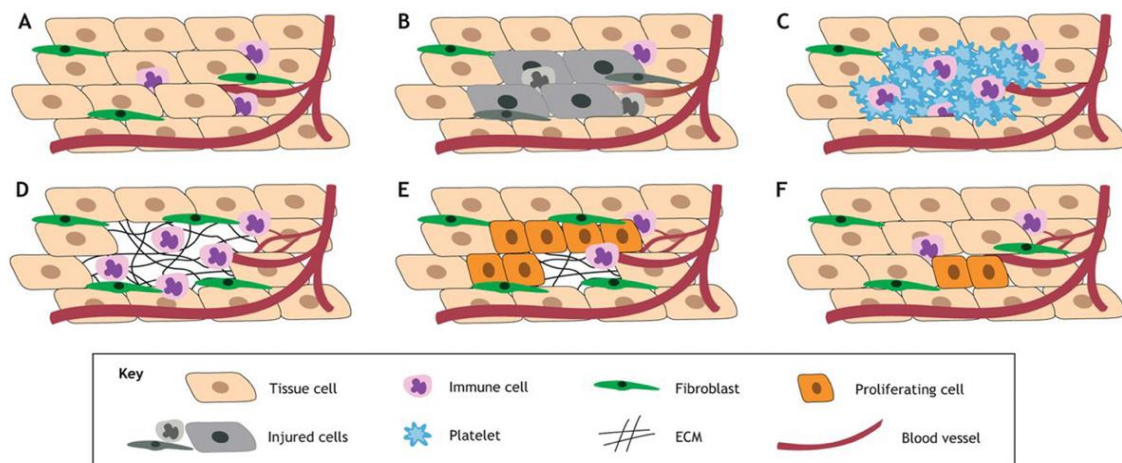 A
B
C
D
E
F
Key
Tissue cell
Immune cell
Fibroblast
Proliferating cell
Injured cells
Platelet
ECM
Blood vessel